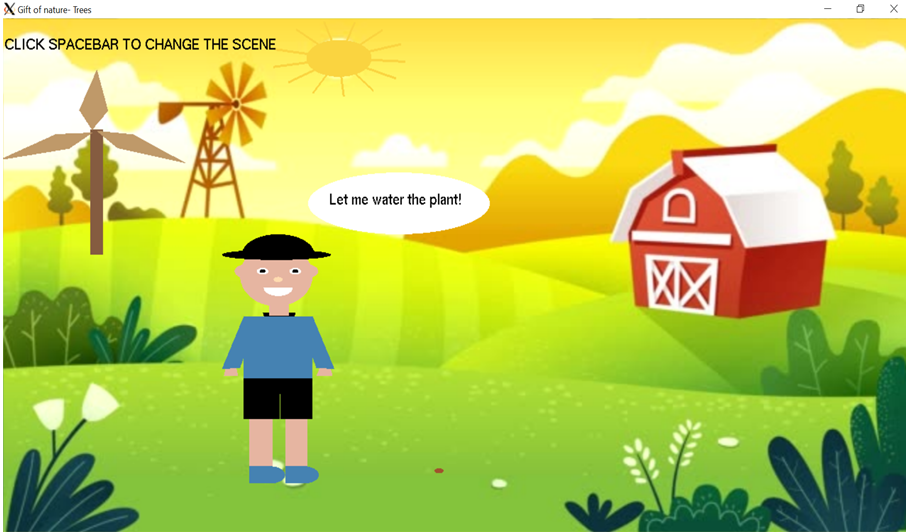 Gift of nature- Trees
CLICK SPACEBAR TO CHANGE THE SCENE
Let me water the plant!